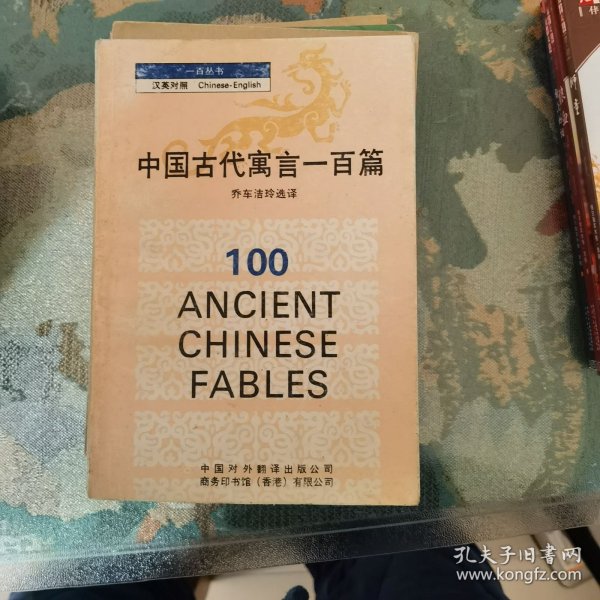 一百丛书
汉英对照 Chinese-English
中国古代寓言一百篇
乔车洁玲选译
100
ANCIENT
CHINESE
FABLES
中国对外翻译出版公司
商务印书馆（香港）有限公司
孔夫子旧书网
www.kongfz.com